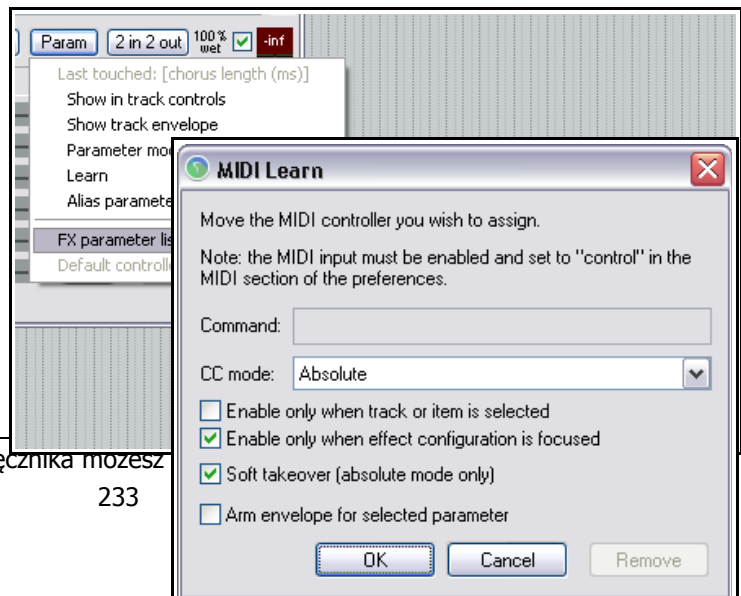 Param
2 in 2 out
100%
wet
-inf
Last touched: [chorus length (ms)]
Show in track controls
Show track envelope
Parameter
Learn
Alias
FX parameter
Default
MIDI Learn
Move the MIDI controller you wish to assign.
Note: the MIDI input must be enabled and set to "control" in the
MIDI section of the preferences.
Command:
CC mode: Absolute
Enable only when track or item is selected
Enable only when effect configuration is focused
Soft takeover (absolute mode only)
Arm envelope for selected parameter
OK
Cancel
Remove
możesz
233